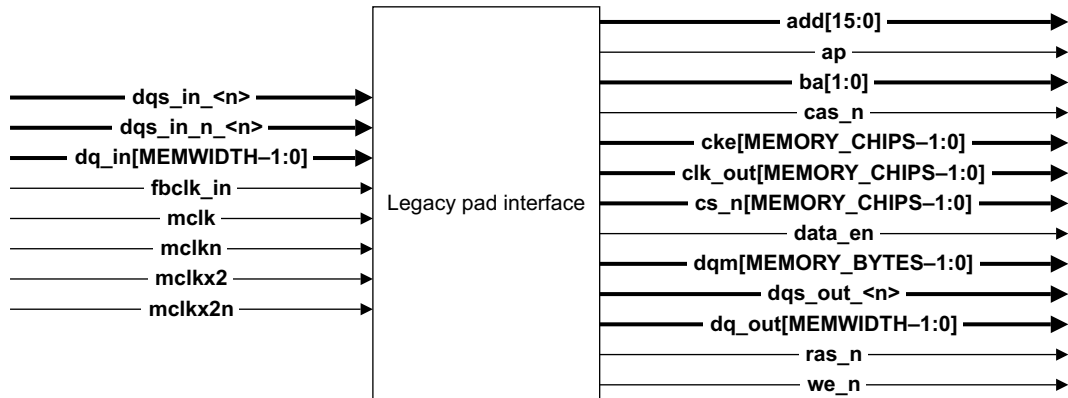 dqs_in_<n>
dqs_in_n_<n>
dq_in[MEMWIDTH–1:0]
fbclk_in
mclk
mclkn
mclkx2
mclkx2n
Legacy pad interface
add[15:0]
ap
ba[1:0]
cas_n
cke[MEMORY_CHIPS–1:0]
clk_out[MEMORY_CHIPS–1:0]
cs_n[MEMORY_CHIPS–1:0]
data_en
dqm[MEMORY_BYTES–1:0]
dqs_out_<n>
dq_out[MEMWIDTH–1:0]
ras_n
we_n